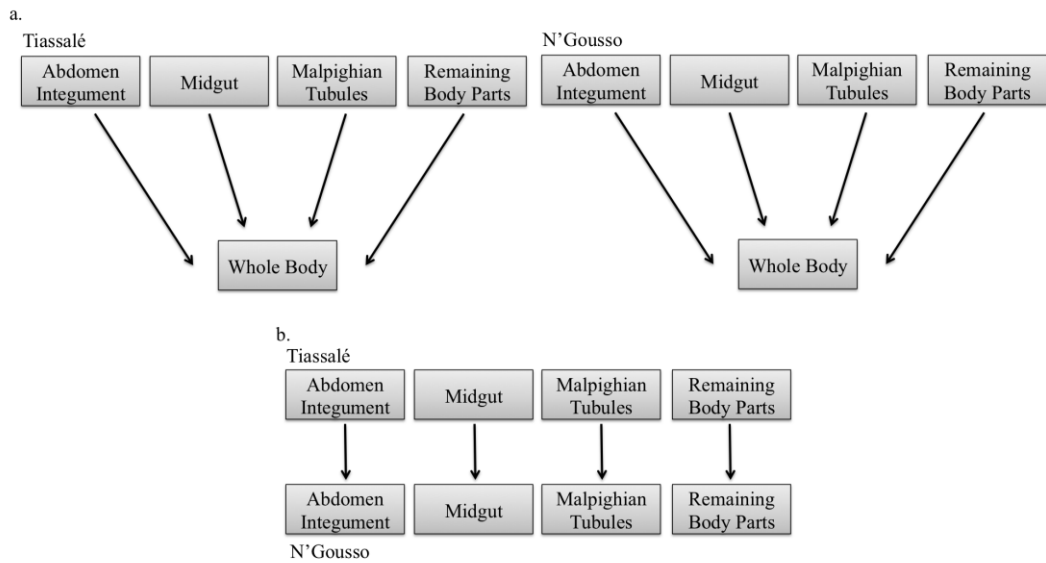 a.
Tiassalé
N’Gousso
Abdomen
Integument
Midgut
Malpighian
Tubules
Remaining
Body Parts
Abdomen
Integument
Midgut
Malpighian
Tubules
Remaining
Body Parts
Whole Body
Whole Body
b.
Tiassalé
Abdomen
Integument
Midgut
Malpighian
Tubules
Remaining
Body Parts
Abdomen
Integument
Midgut
Malpighian
Tubules
Remaining
Body Parts
N’Gousso